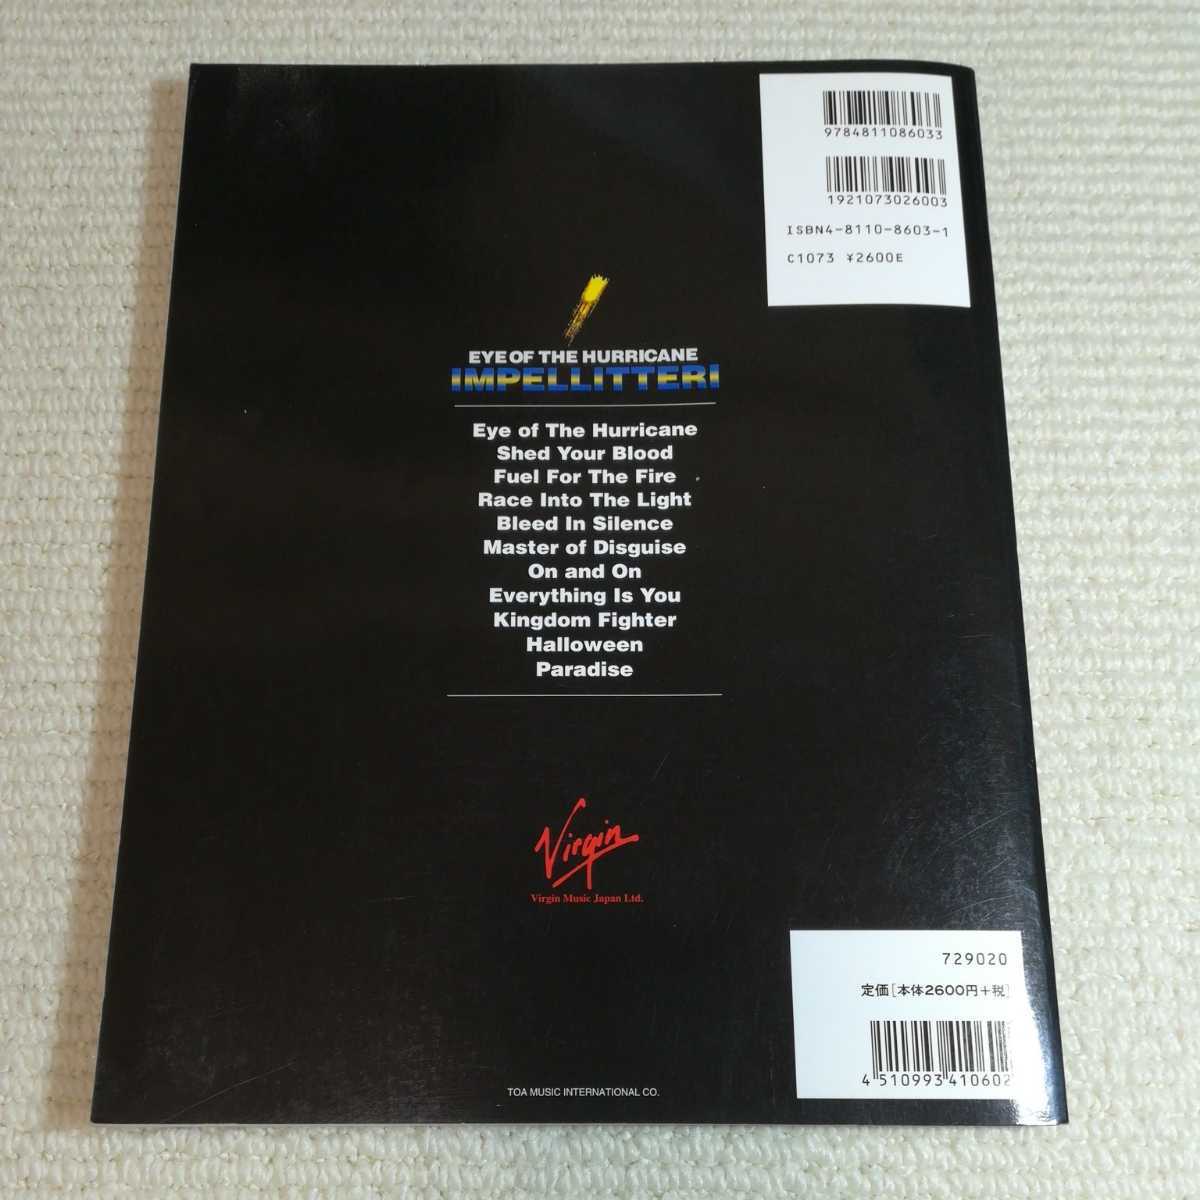 9784811086033
1921073026003
ISBN4-8110-8603-1
C1073 ¥2600E
EYE OF THE HURRICANE
IMPELLITTERI
Eye of The Hurricane
Shed Your Blood
Fuel For The Fire
Race Into The Light
Bleed In Silence
Master of Disguise
On and On
Everything Is You
Kingdom Fighter
Halloween
Paradise
Virgin
Virgin Music Japan Ltd.
729020
定価[本体2600円+税]
4 510993 410602
TOA MUSIC INTERNATIONAL CO.